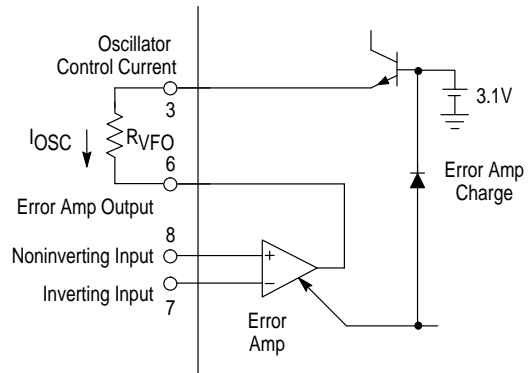 Oscillator
Control Current
3
3.1V
IOSC
RVFO
6
Error Amp
Charge
Error Amp Output
8
Noninverting Input
+
Inverting Input
−
7
Error
Amp